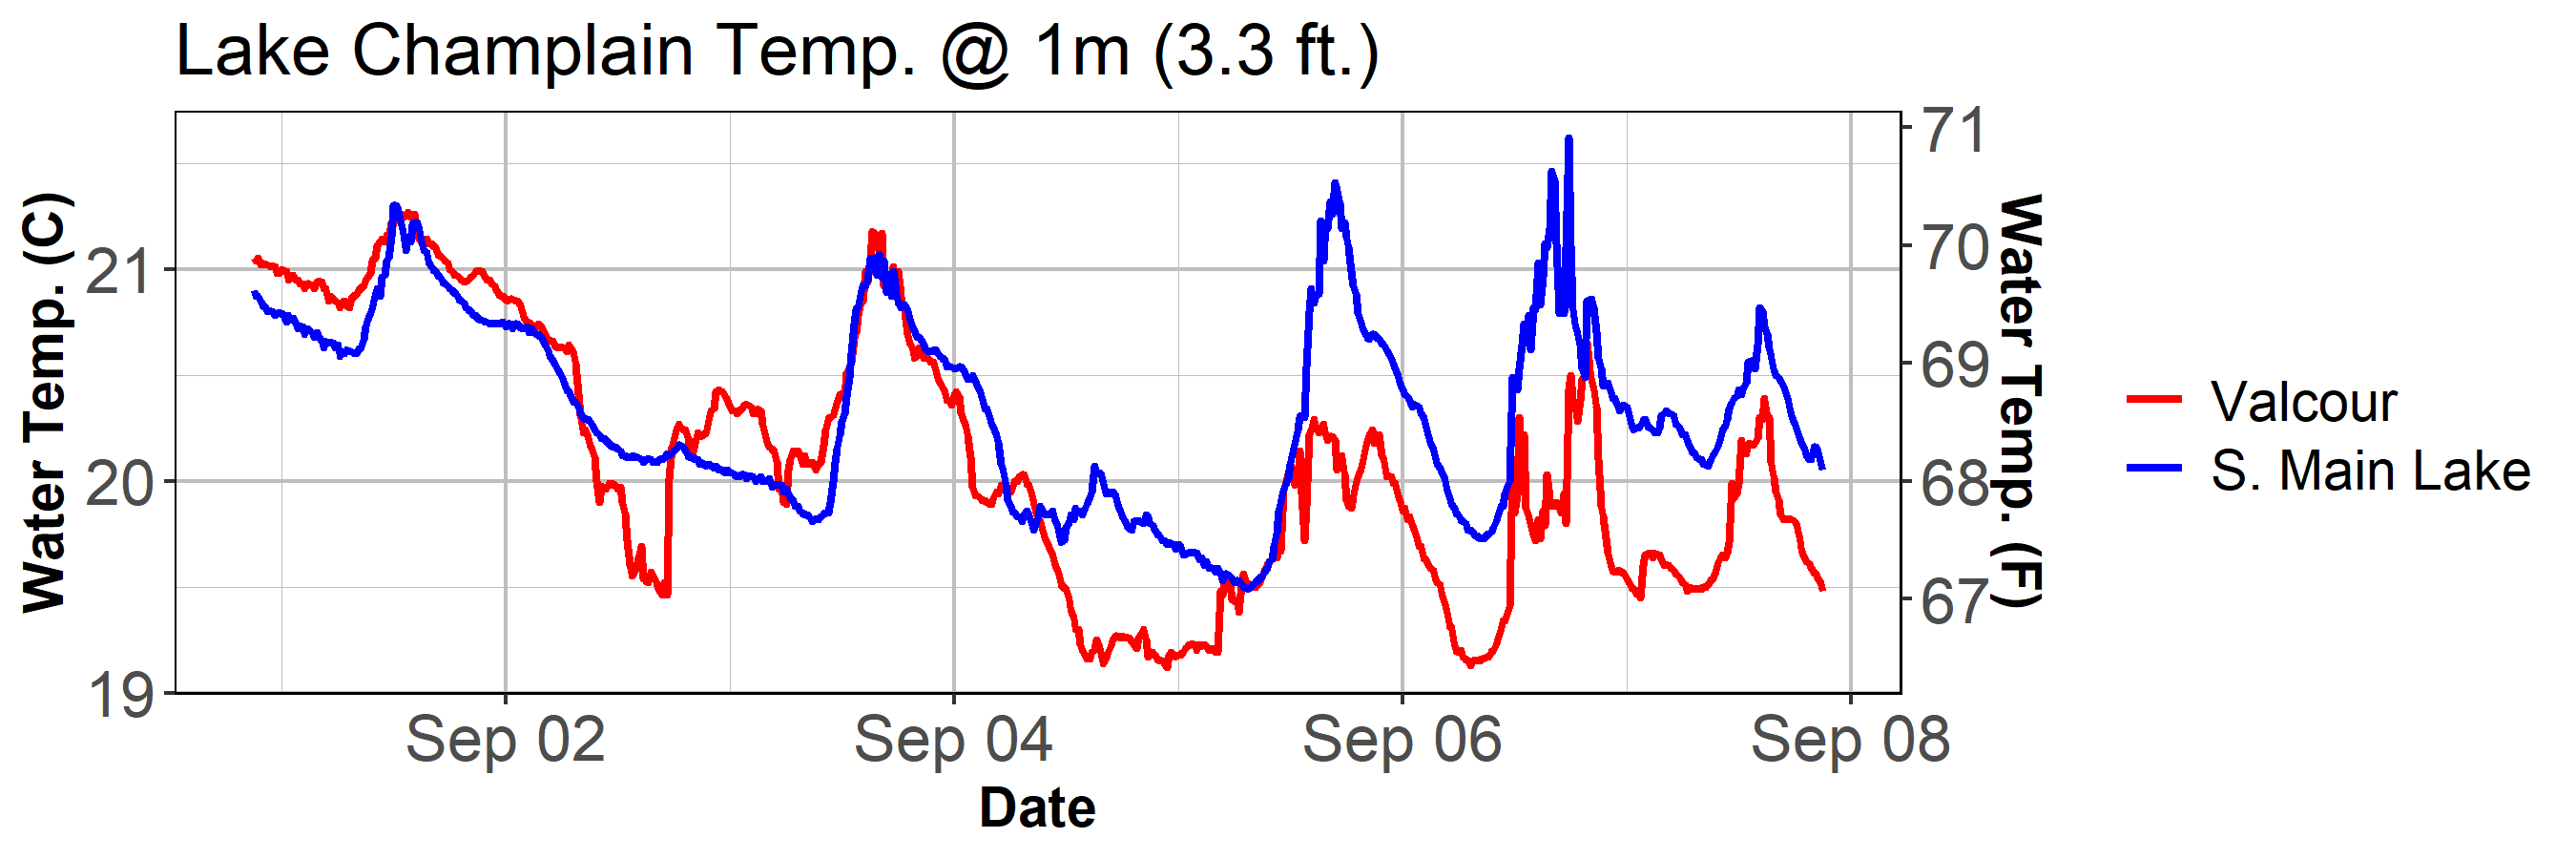 Lake Champlain Temp. @ 1m (3.3 ft.)
Water Temp. (C)
21
20
19
71
70
69
68
67
Water Temp. (F)
Sep 02
Sep 04
Sep 06
Sep 08
Date
Valcour
S. Main Lake